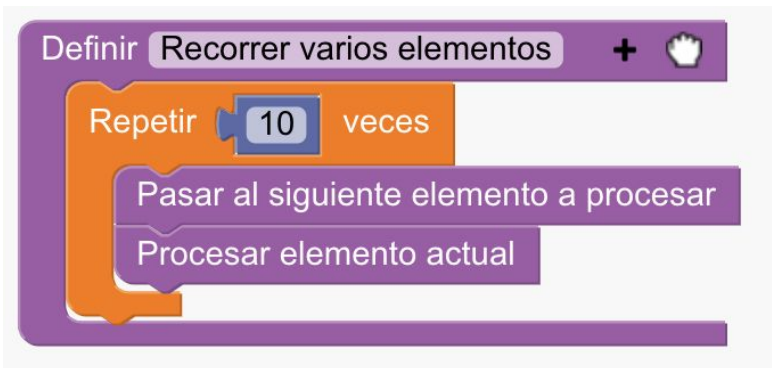 Definir Recorrer varios elementos +
Repetir 10 veces
Pasar al siguiente elemento a procesar
Procesar elemento actual